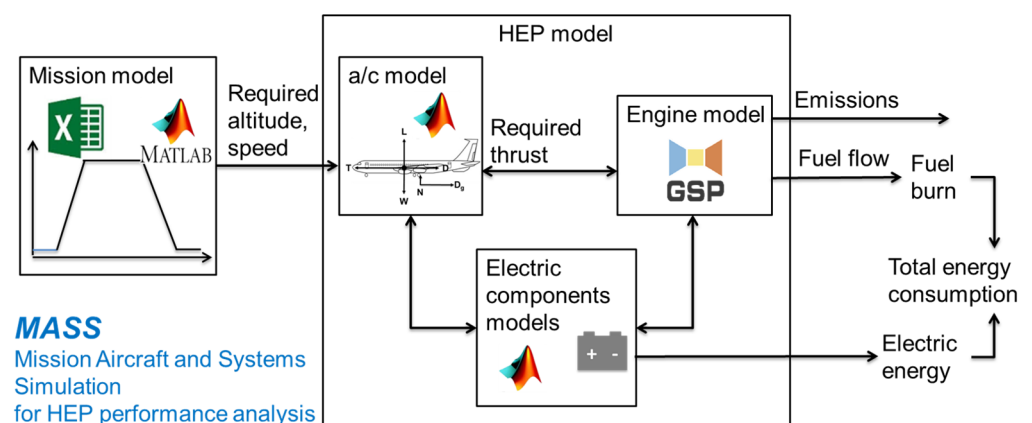 HEP model
Mission model
MATLAB
Required
altitude,
speed
a/c model
L
T
D
N
Dg
W
Required
thrust
Engine model
GSP
Emissions
Fuel flow
Fuel
burn
Electric
components
models
+ -
Total energy
consumption
Electric
energy
MASS
Mission Aircraft and Systems
Simulation
for HEP performance analysis
X